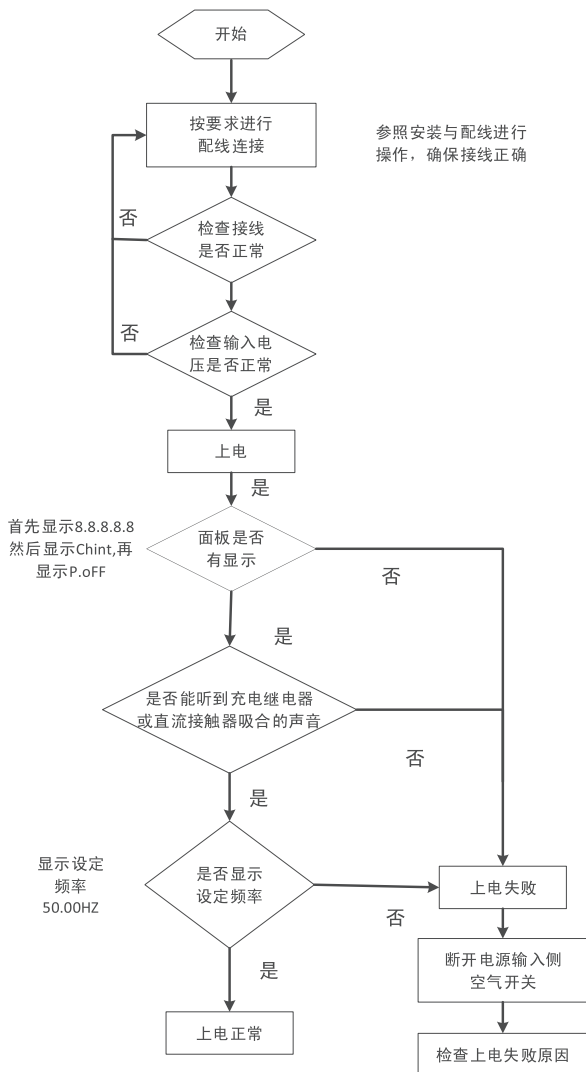 开始
按要求进行
配线连接
参照安装与配线进行
操作，确保接线正确
否
检查接线
是否正常
否
检查输入电
压是否正常
是
上电
是
首先显示8.8.8.8.8
然后显示Chint,再
显示P.oFF
面板是否
有显示
否
是
是否能听到充电继电器
或直流接触器吸合的声音
否
是
显示设定
频率
50.00HZ
是否显示
设定频率
上电失败
否
断开电源输入侧
空气开关
是
上电正常
检查上电失败原因